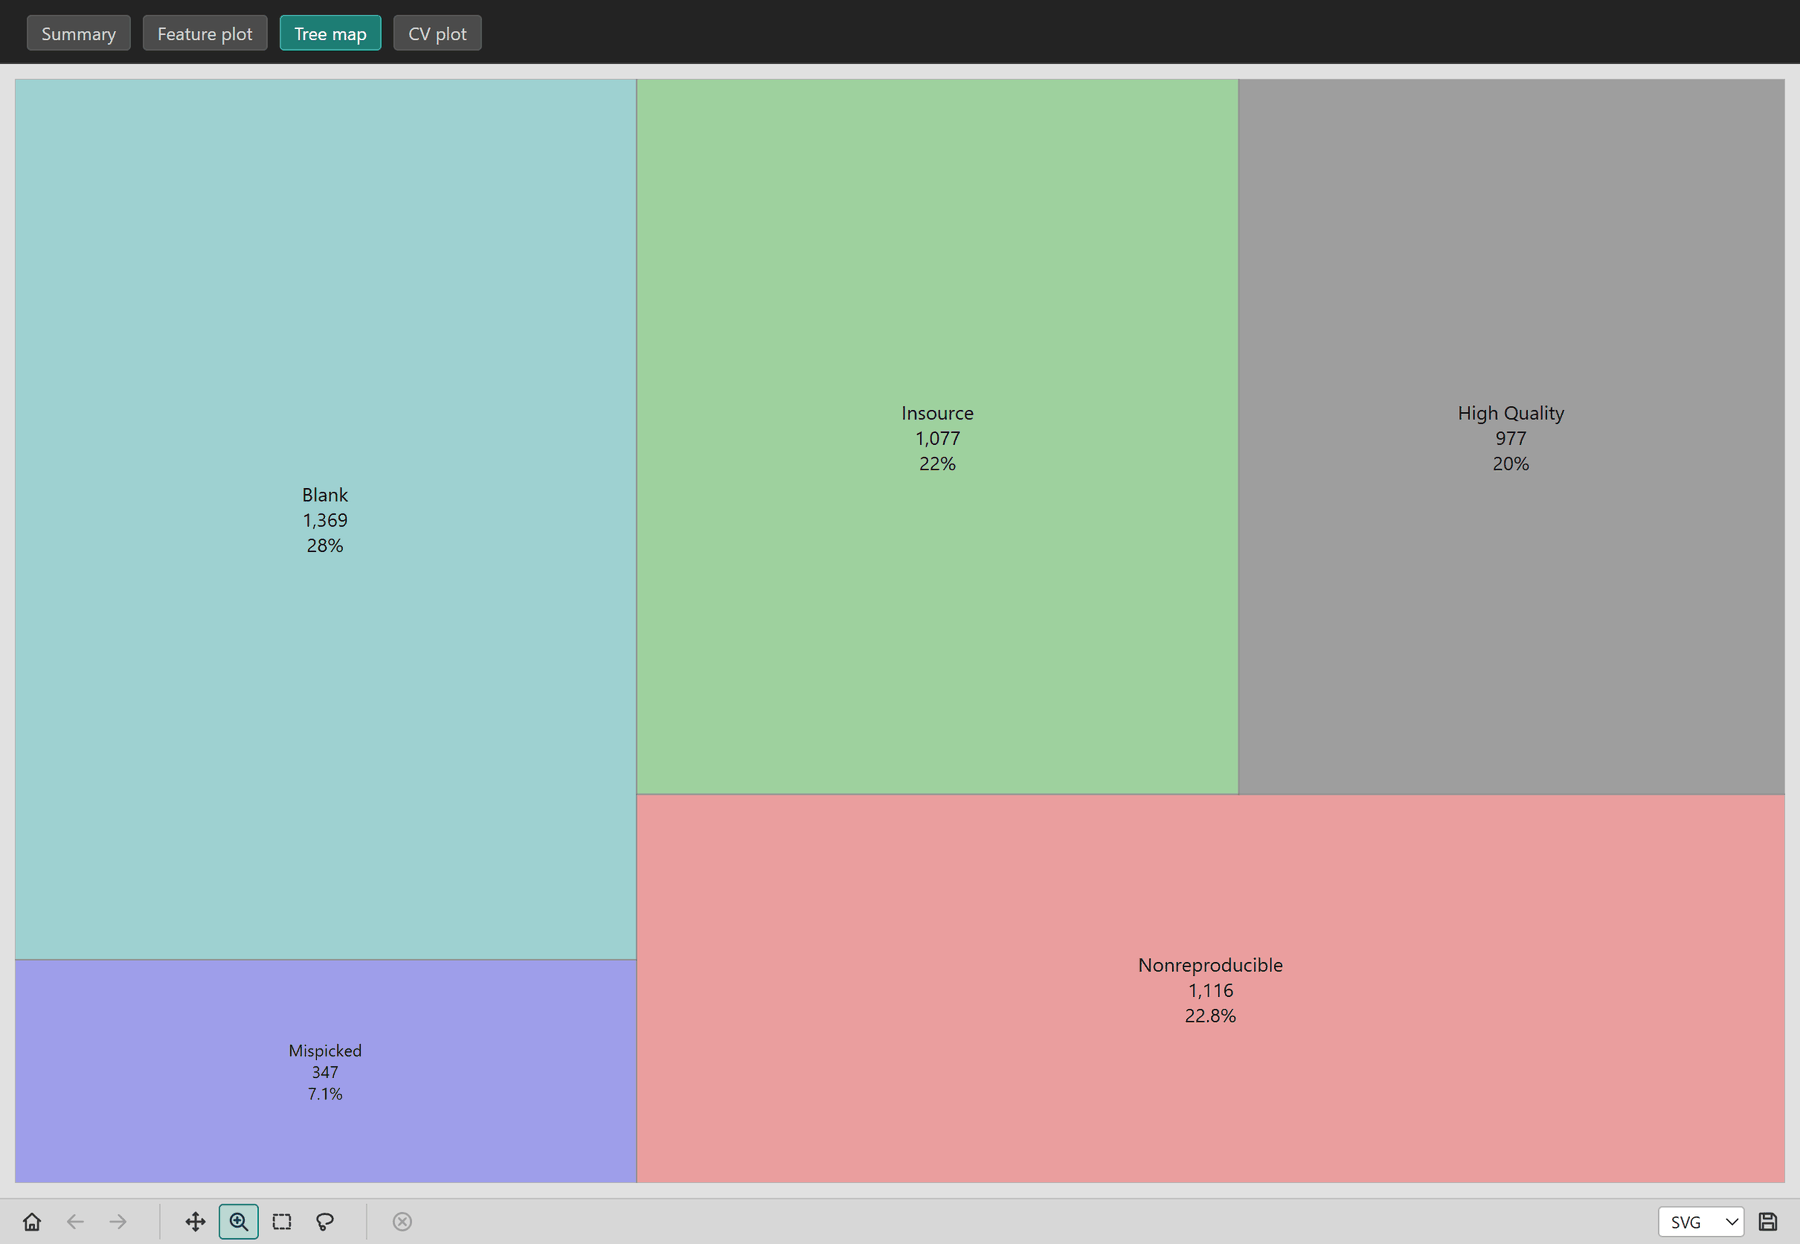 Summary
Feature plot
Tree map
CV plot
Blank
1,369
28%
Insource
1,077
22%
High Quality
977
20%
Mispicked
347
7.1%
Nonreproducible
1,116
22.8%
SVG